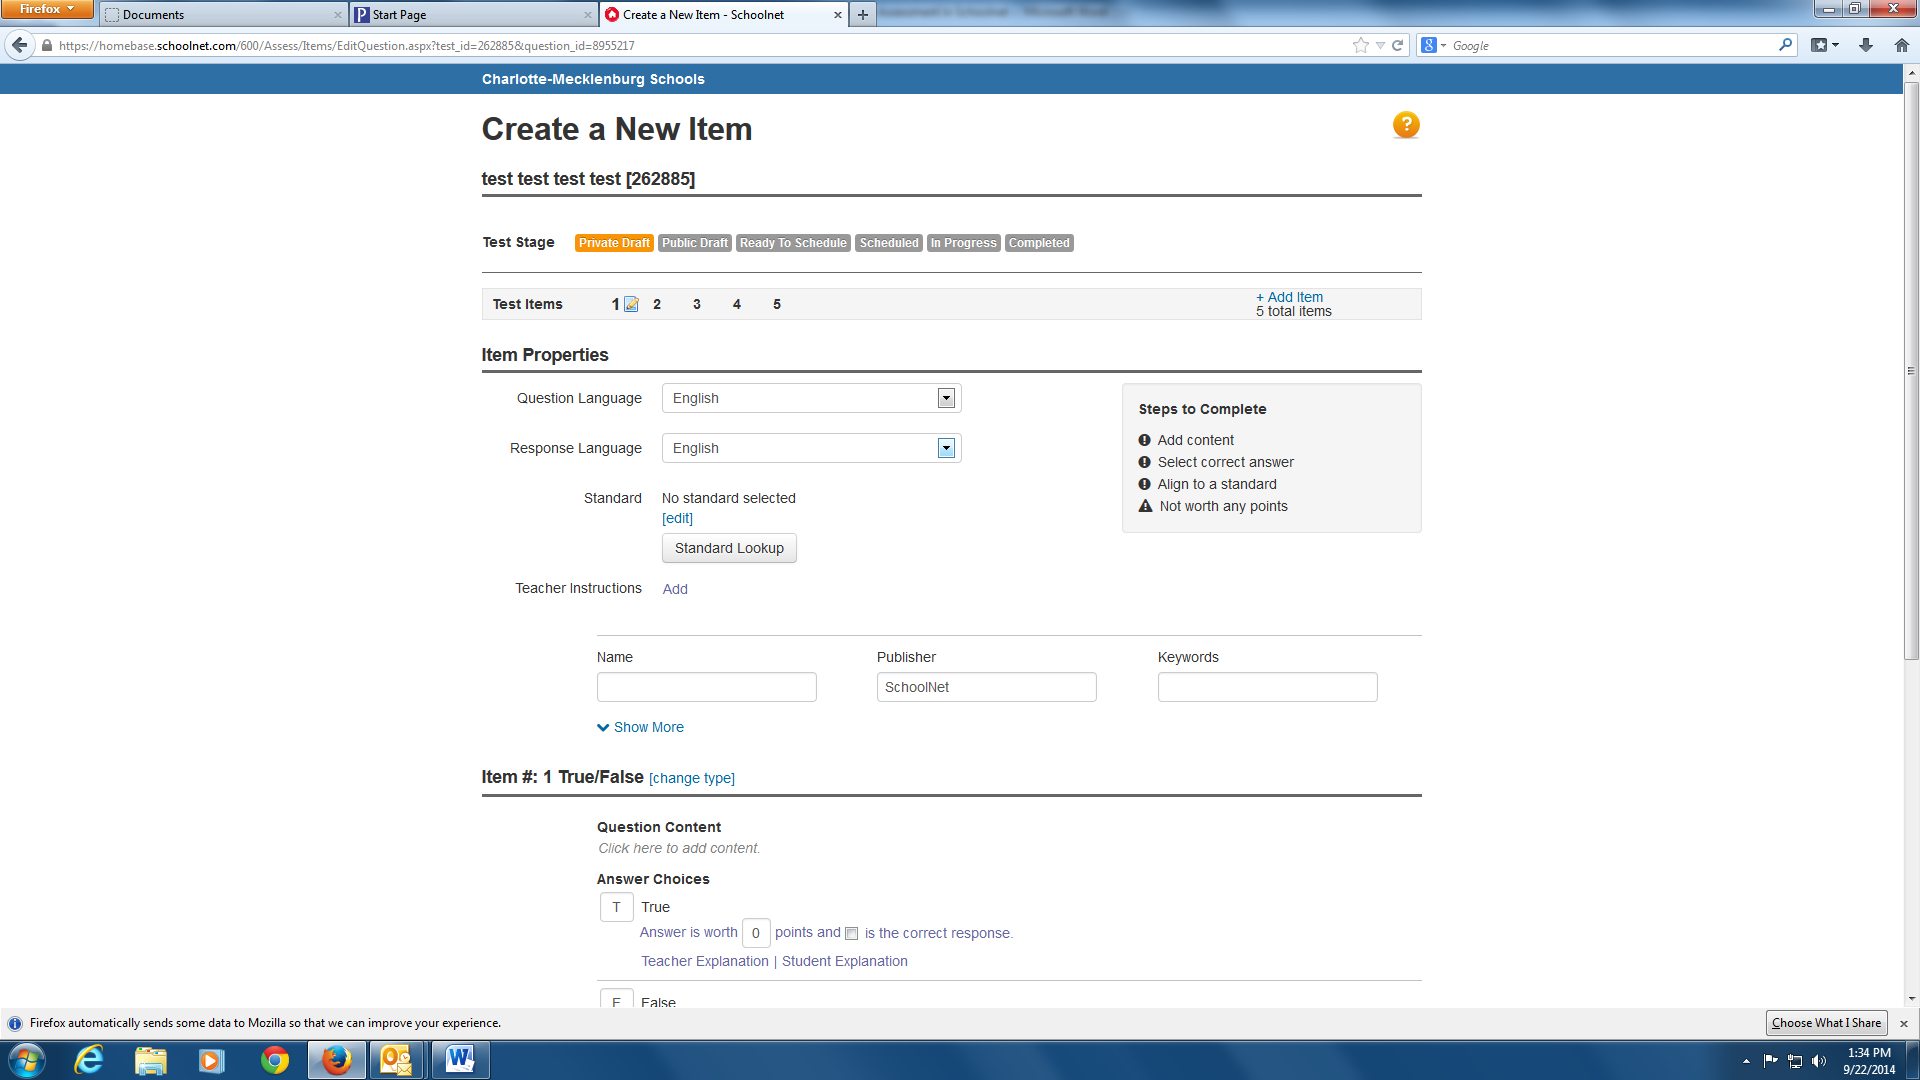 Firefox
Documents
Start Page
Create a New Item - Schoolnet
https://homebase.schoolnet.com/600/Assess/Items/EditQuestion.aspx?test_id=262885&question_id=8955217
Google
Charlotte-Mecklenburg Schools
Create a New Item
?
test test test test [262885]
Test Stage Private Draft Public Draft Ready To Schedule Scheduled In Progress Completed
Test Items 1 2 3 4 5
+ Add Item
5 total items
Item Properties
Question Language English
Response Language English
Standard No standard selected
[edit]
Standard Lookup
Teacher Instructions Add
Steps to Complete
Add content
Select correct answer
Align to a standard
Not worth any points
Name Publisher Keywords
SchoolNet
Show More
Item #: 1 True/False [change type]
Question Content
Click here to add content.
Answer Choices
T True
Answer is worth 0 points and is the correct response.
Teacher Explanation | Student Explanation
F False
Firefox automatically sends some data to Mozilla so that we can improve your experience.
Choose What I Share
1:34 PM
9/22/2014